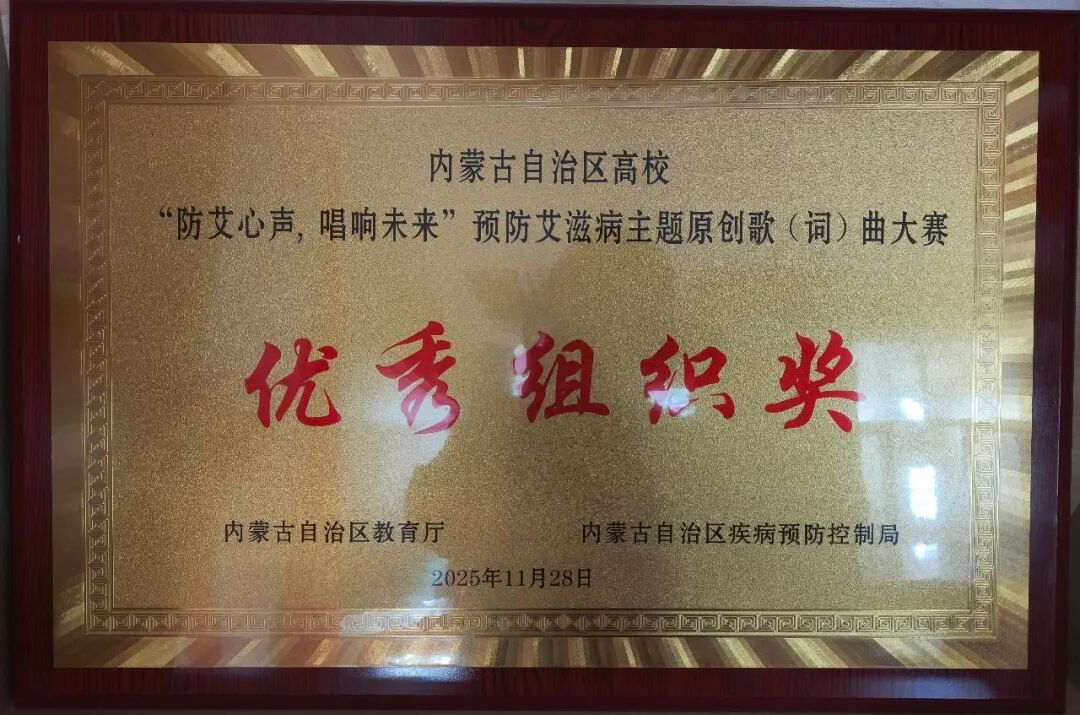 内蒙古自治区高校
“防艾心声,唱响未来”预防艾滋病主题原创歌(词)曲大赛
优秀组织奖
内蒙古自治区教育厅 内蒙古自治区疾病预防控制局
2025年11月28日